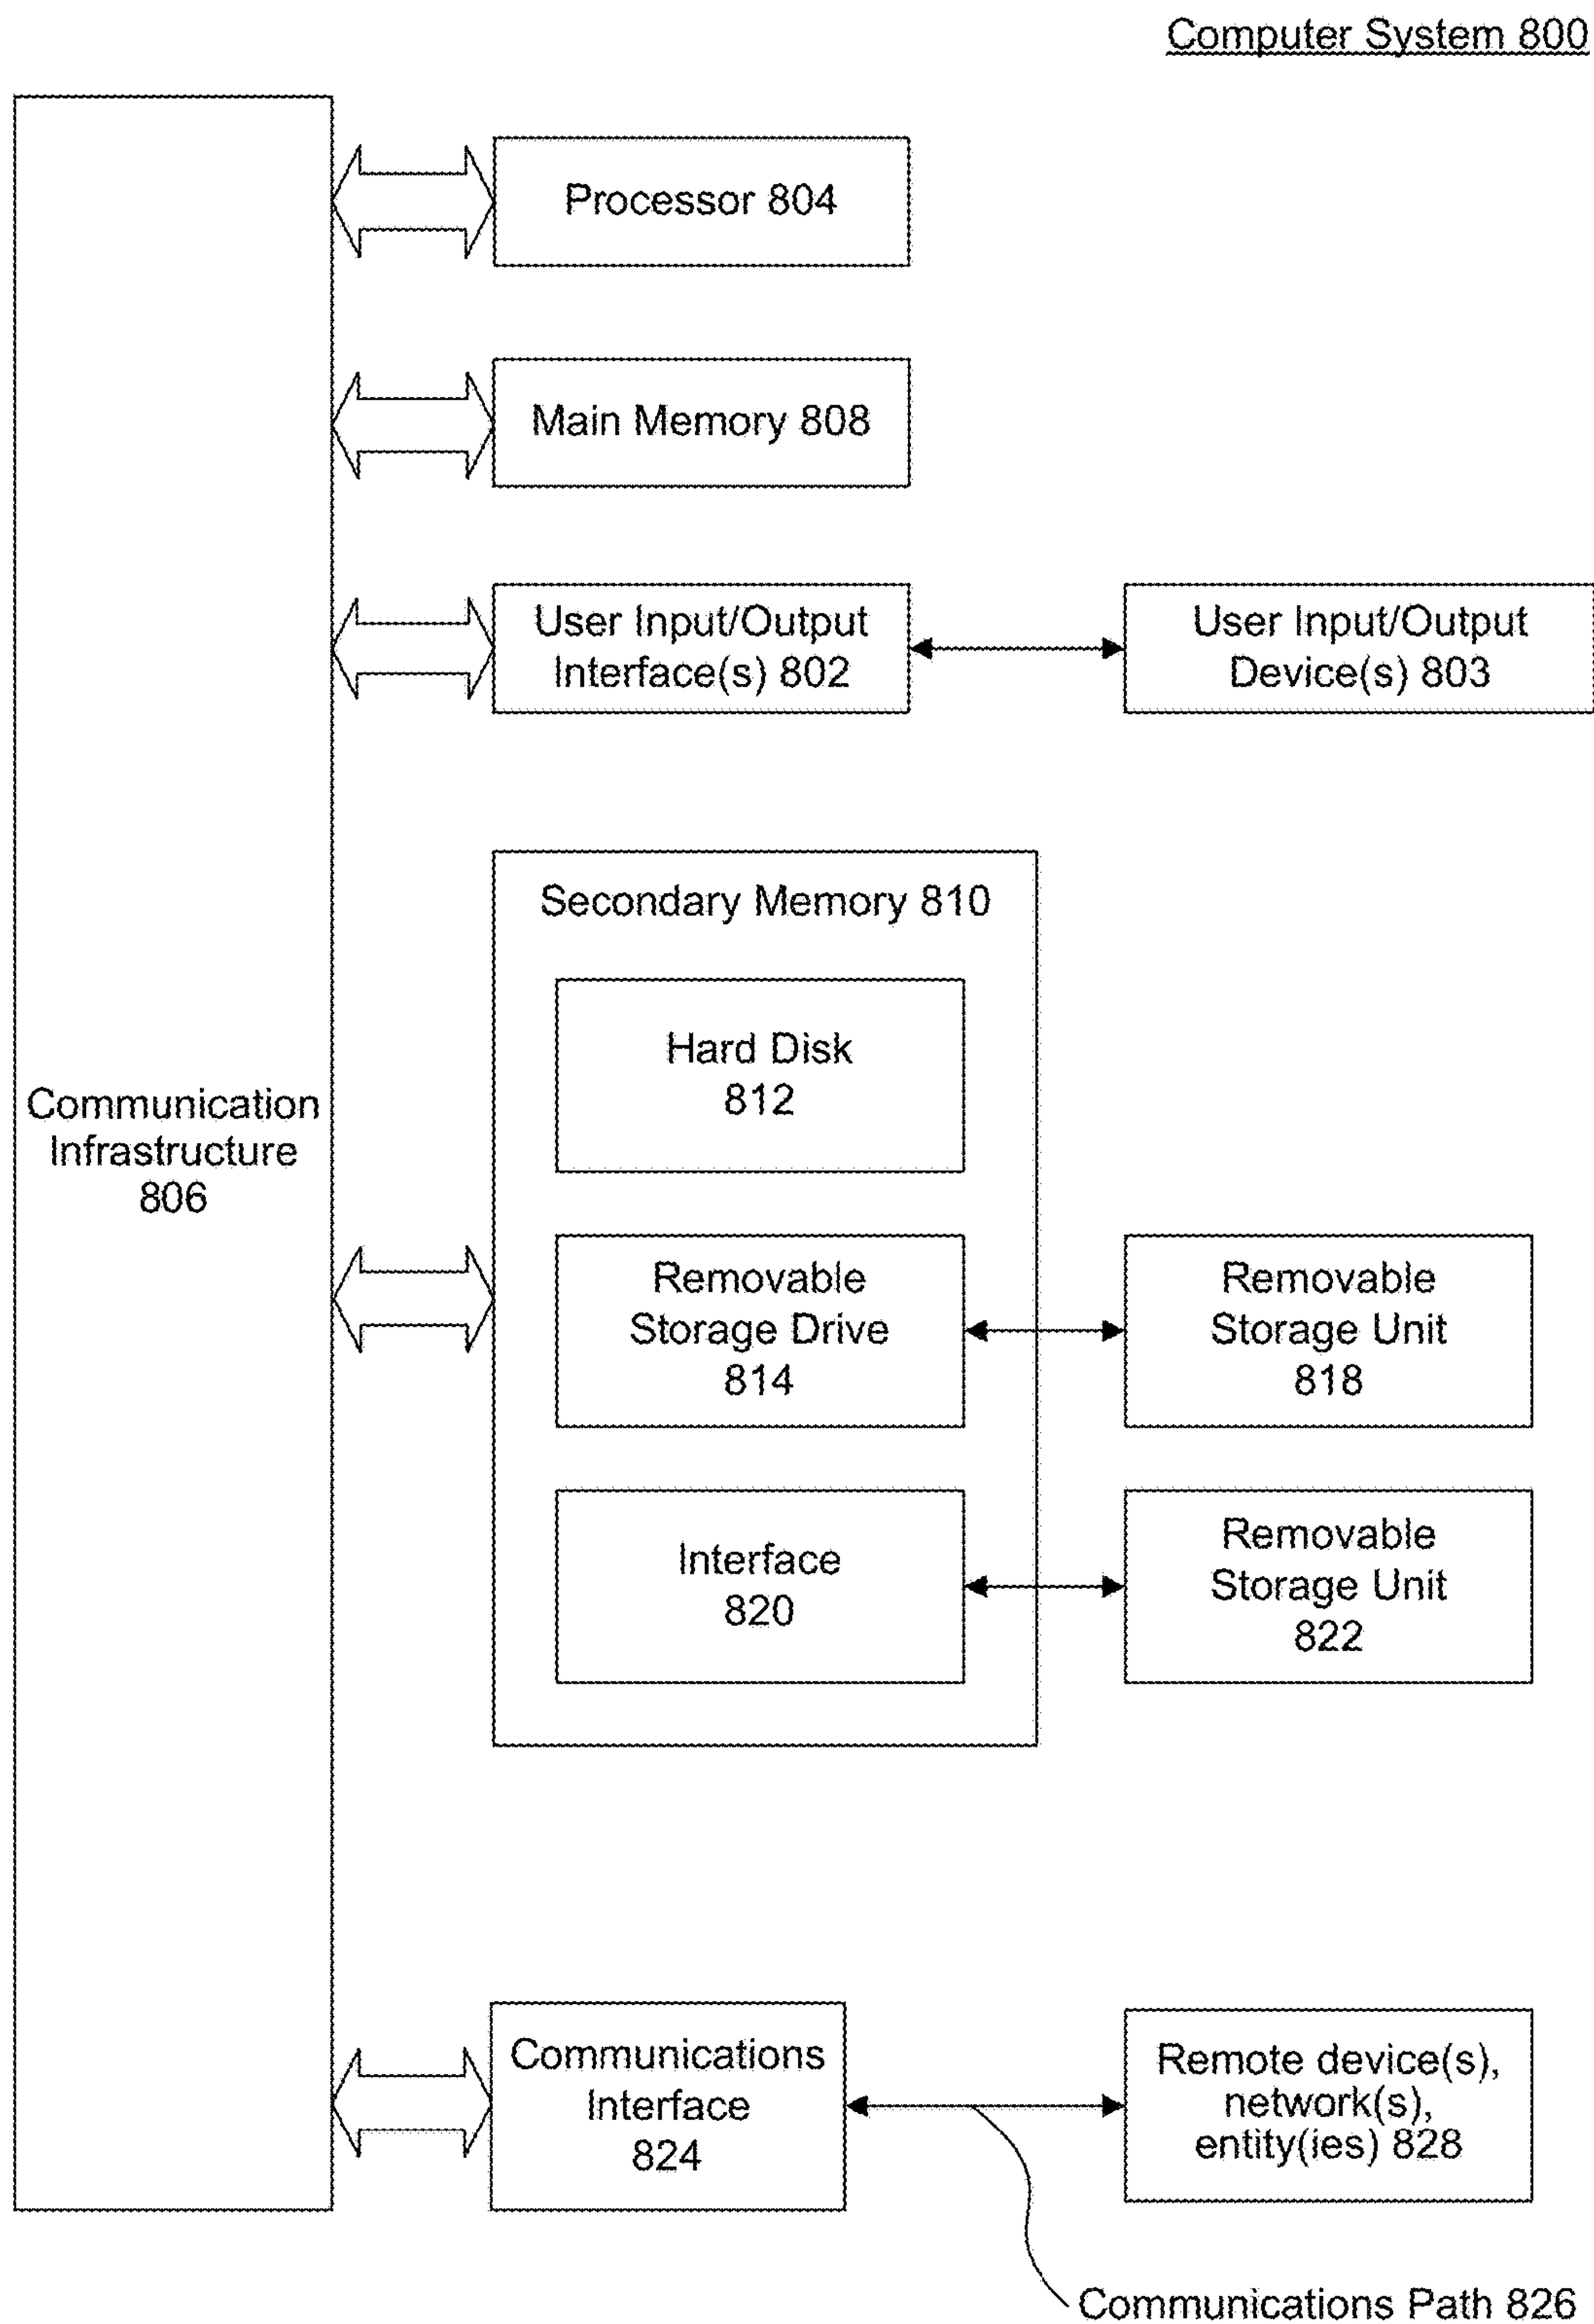 Computer System 800
Processor 804
Main Memory 808
User Input/Output
Interface(s) 802
User Input/Output
Device(s) 803
Communication
Infrastructure
806
Secondary Memory 810
Hard Disk
812
Removable
Storage Drive
814
Removable
Storage Unit
818
Interface
820
Removable
Storage Unit
822
Communications
Interface
824
Remote device(s),
network(s),
entity(ies) 828
Communications Path 826